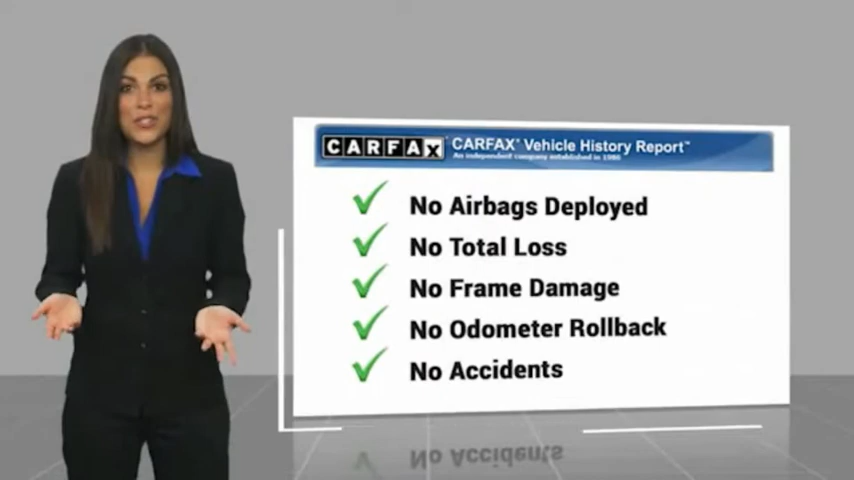 CARFAX
CARFAX® Vehicle History Report™
An independent company established in 1986
No Airbags Deployed
No Total Loss
No Frame Damage
No Odometer Rollback
No Accidents
No Accidents